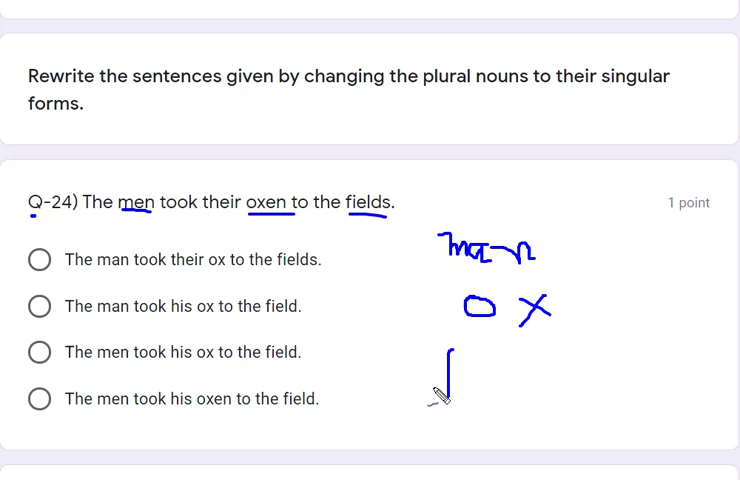 Rewrite the sentences given by changing the plural nouns to their singular
forms.
Q-24) The men took their oxen to the fields.
1 point
The man took their ox to the fields.
The man took his ox to the field.
The men took his ox to the field.
The men took his oxen to the field.
man
ox